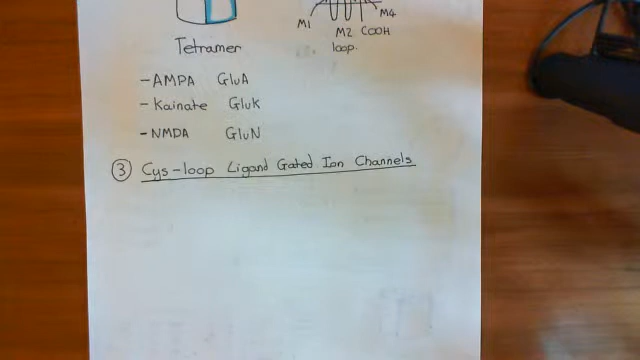 M1
M4
M2 COOH
loop.
Tetramer
-AMPA GluA
-Kainate GluK
-NMDA GluN
③ Cys-loop Ligand Gated Ion Channels